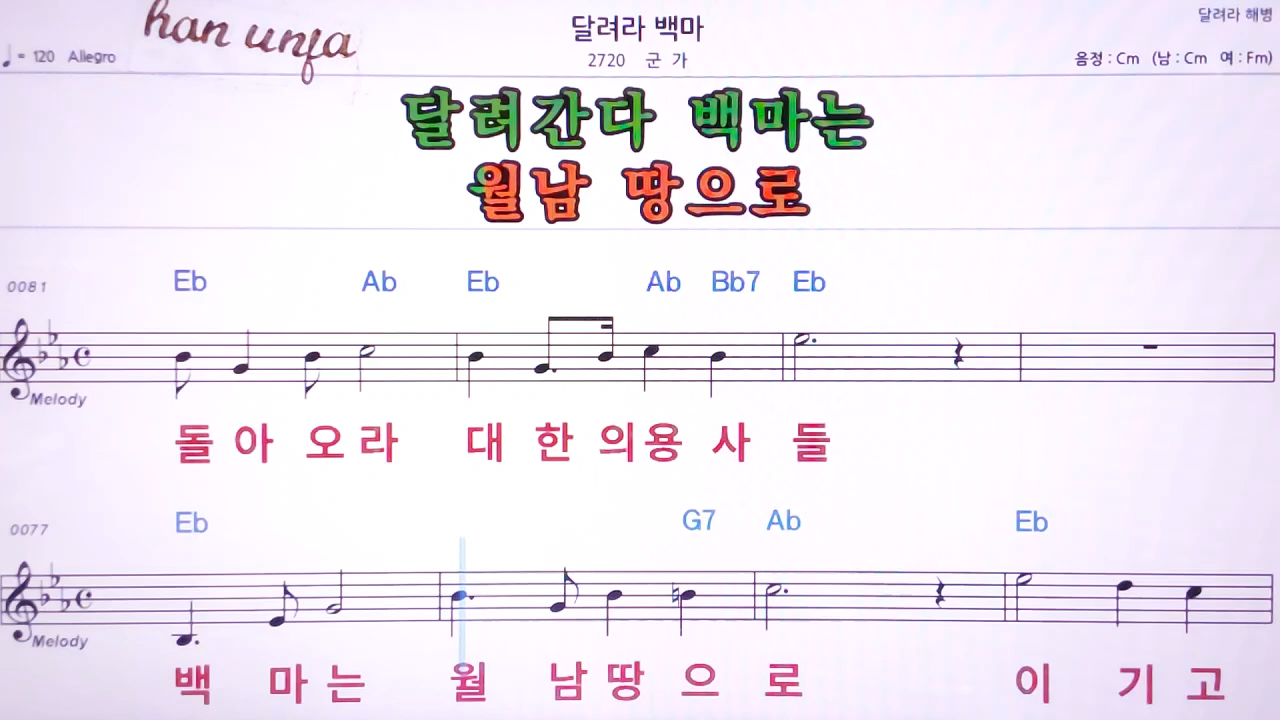 han unja
달려라 백마
달려라 해병
♩= 120 Allegro
2720 군 가
음정 : Cm (남 : Cm 여 : Fm)
달려간다 백마는
월남 땅으로
0081 Eb Ab Eb Ab Bb7 Eb
Melody
돌 아 오 라 대 한 의 용 사 들
0077 Eb G7 Ab Eb
Melody
백 마 는 월 남 땅 으 로 이 기 고